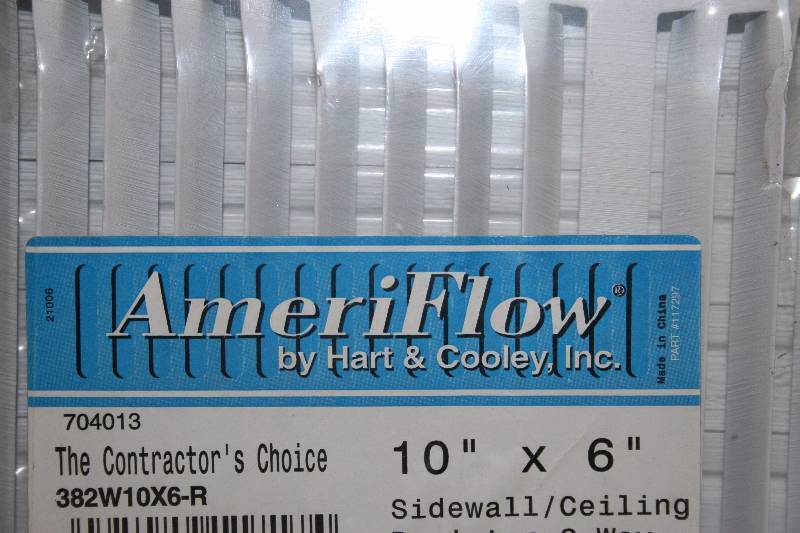 21006
AmeriFlow®
by Hart & Cooley, Inc.
Made in China
PART #117297
704013
The Contractor's Choice
382W10X6-R
10" x 6"
Sidewall/Ceiling